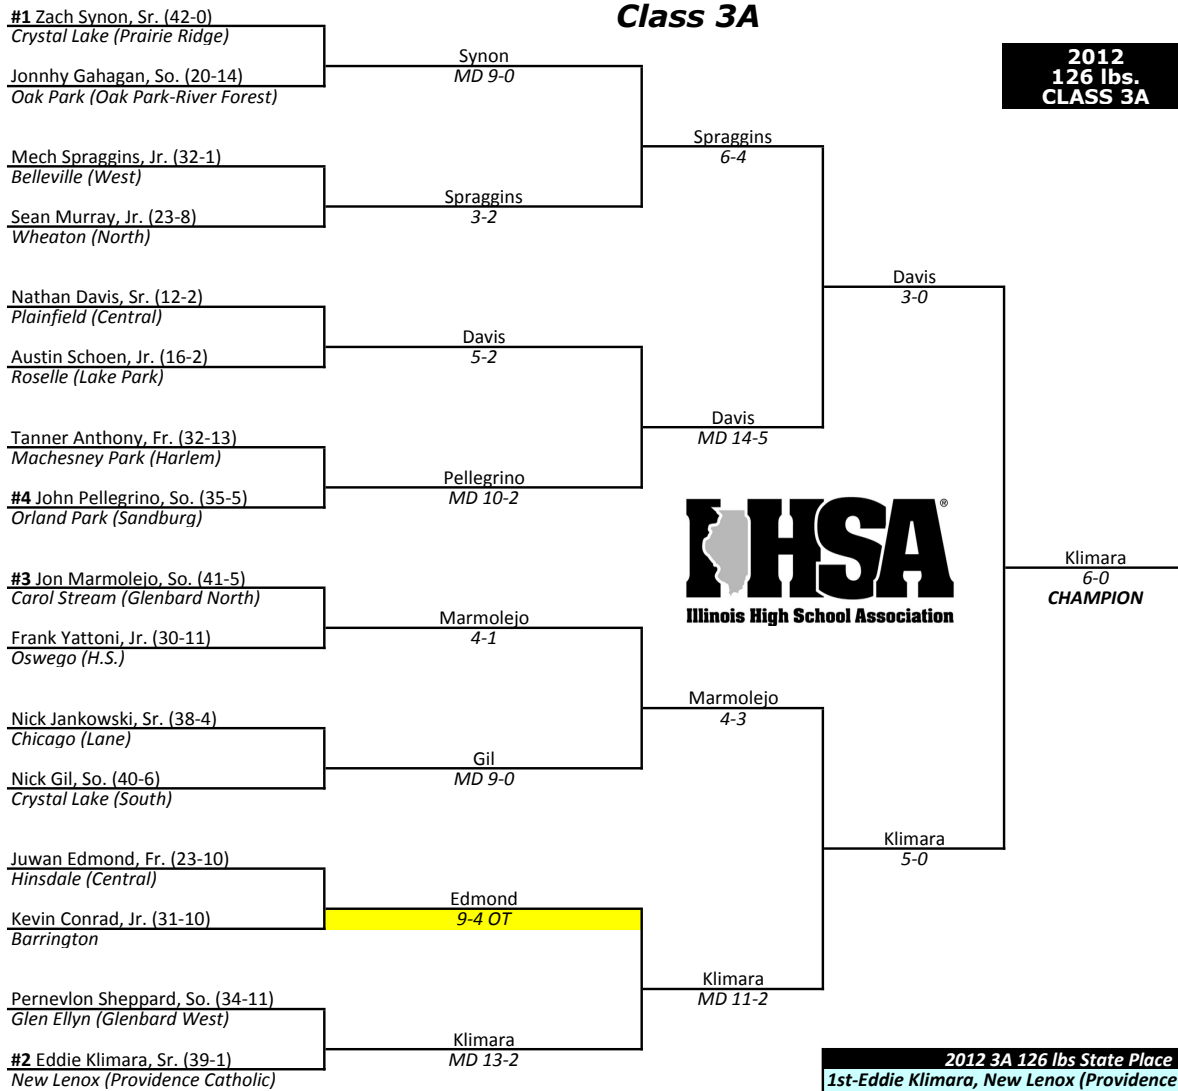 Class 3A
2012
126 lbs.
CLASS 3A
#1 Zach Synon, Sr. (42-0)
Crystal Lake (Prairie Ridge)
Synon
MD 9-0
Jonnhy Gahagan, So. (20-14)
Oak Park (Oak Park-River Forest)
Spraggins
6-4
Mech Spraggins, Jr. (32-1)
Belleville (West)
Spraggins
3-2
Sean Murray, Jr. (23-8)
Wheaton (North)
Davis
3-0
Nathan Davis, Sr. (12-2)
Plainfield (Central)
Davis
5-2
Austin Schoen, Jr. (16-2)
Roselle (Lake Park)
Davis
MD 14-5
Tanner Anthony, Fr. (32-13)
Machesney Park (Harlem)
Pellegrino
MD 10-2
#4 John Pellegrino, So. (35-5)
Orland Park (Sandburg)
IHSA®
Illinois High School Association
Klimara
6-0
CHAMPION
#3 Jon Marmolejo, So. (41-5)
Carol Stream (Glenbard North)
Marmolejo
4-1
Frank Yattoni, Jr. (30-11)
Oswego (H.S.)
Marmolejo
4-3
Nick Jankowski, Sr. (38-4)
Chicago (Lane)
Gil
MD 9-0
Nick Gil, So. (40-6)
Crystal Lake (South)
Klimara
5-0
Juwan Edmond, Fr. (23-10)
Hinsdale (Central)
Edmond
9-4 OT
Kevin Conrad, Jr. (31-10)
Barrington
Klimara
MD 11-2
Pernevlon Sheppard, So. (34-11)
Glen Ellyn (Glenbard West)
Klimara
MD 13-2
#2 Eddie Klimara, Sr. (39-1)
New Lenox (Providence Catholic)
2012 3A 126 lbs State Place
1st-Eddie Klimara, New Lenox (Providence